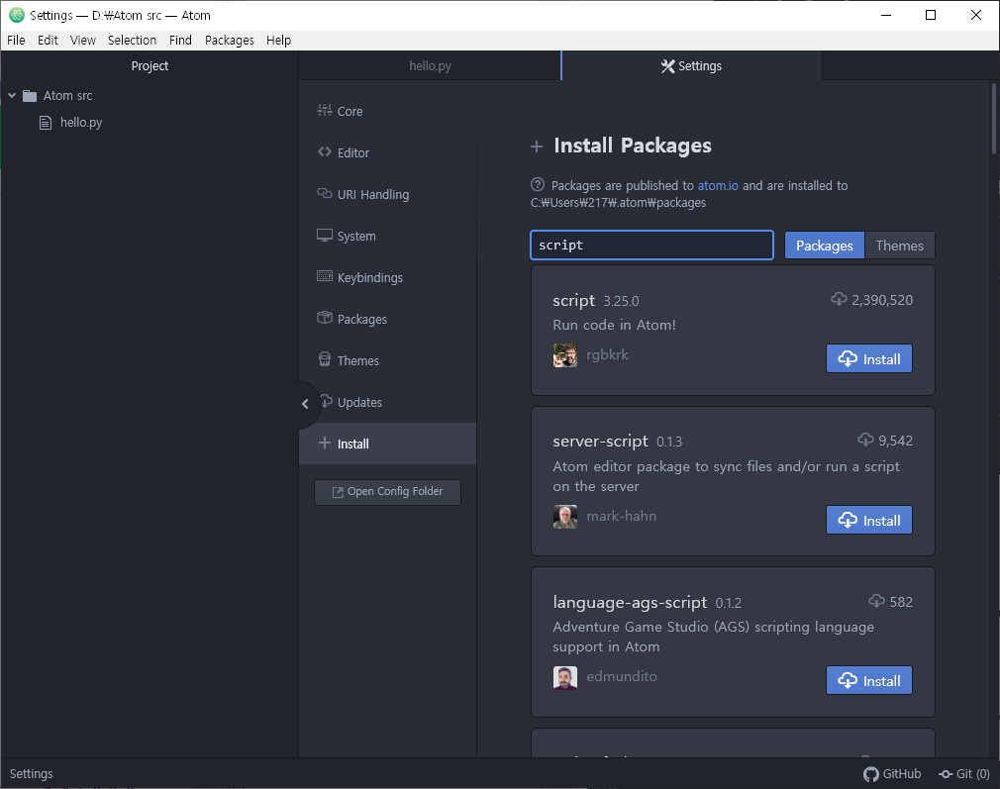 Settings — D:₩Atom src — Atom
File Edit View Selection Find Packages Help
Project
hello.py
Settings
Atom src
hello.py
Core
Editor
URI Handling
System
Keybindings
Packages
Themes
Updates
Install
Open Config Folder
Install Packages
Packages are published to atom.io and are installed to
C:₩Users₩217₩.atom₩packages
script
Packages Themes
script 3.25.0 2,390,520
Run code in Atom!
rgbkrk Install
server-script 0.1.3 9,542
Atom editor package to sync files and/or run a script
on the server
mark-hahn Install
language-ags-script 0.1.2 582
Adventure Game Studio (AGS) scripting language
support in Atom
edmundito Install
Settings GitHub Git (0)